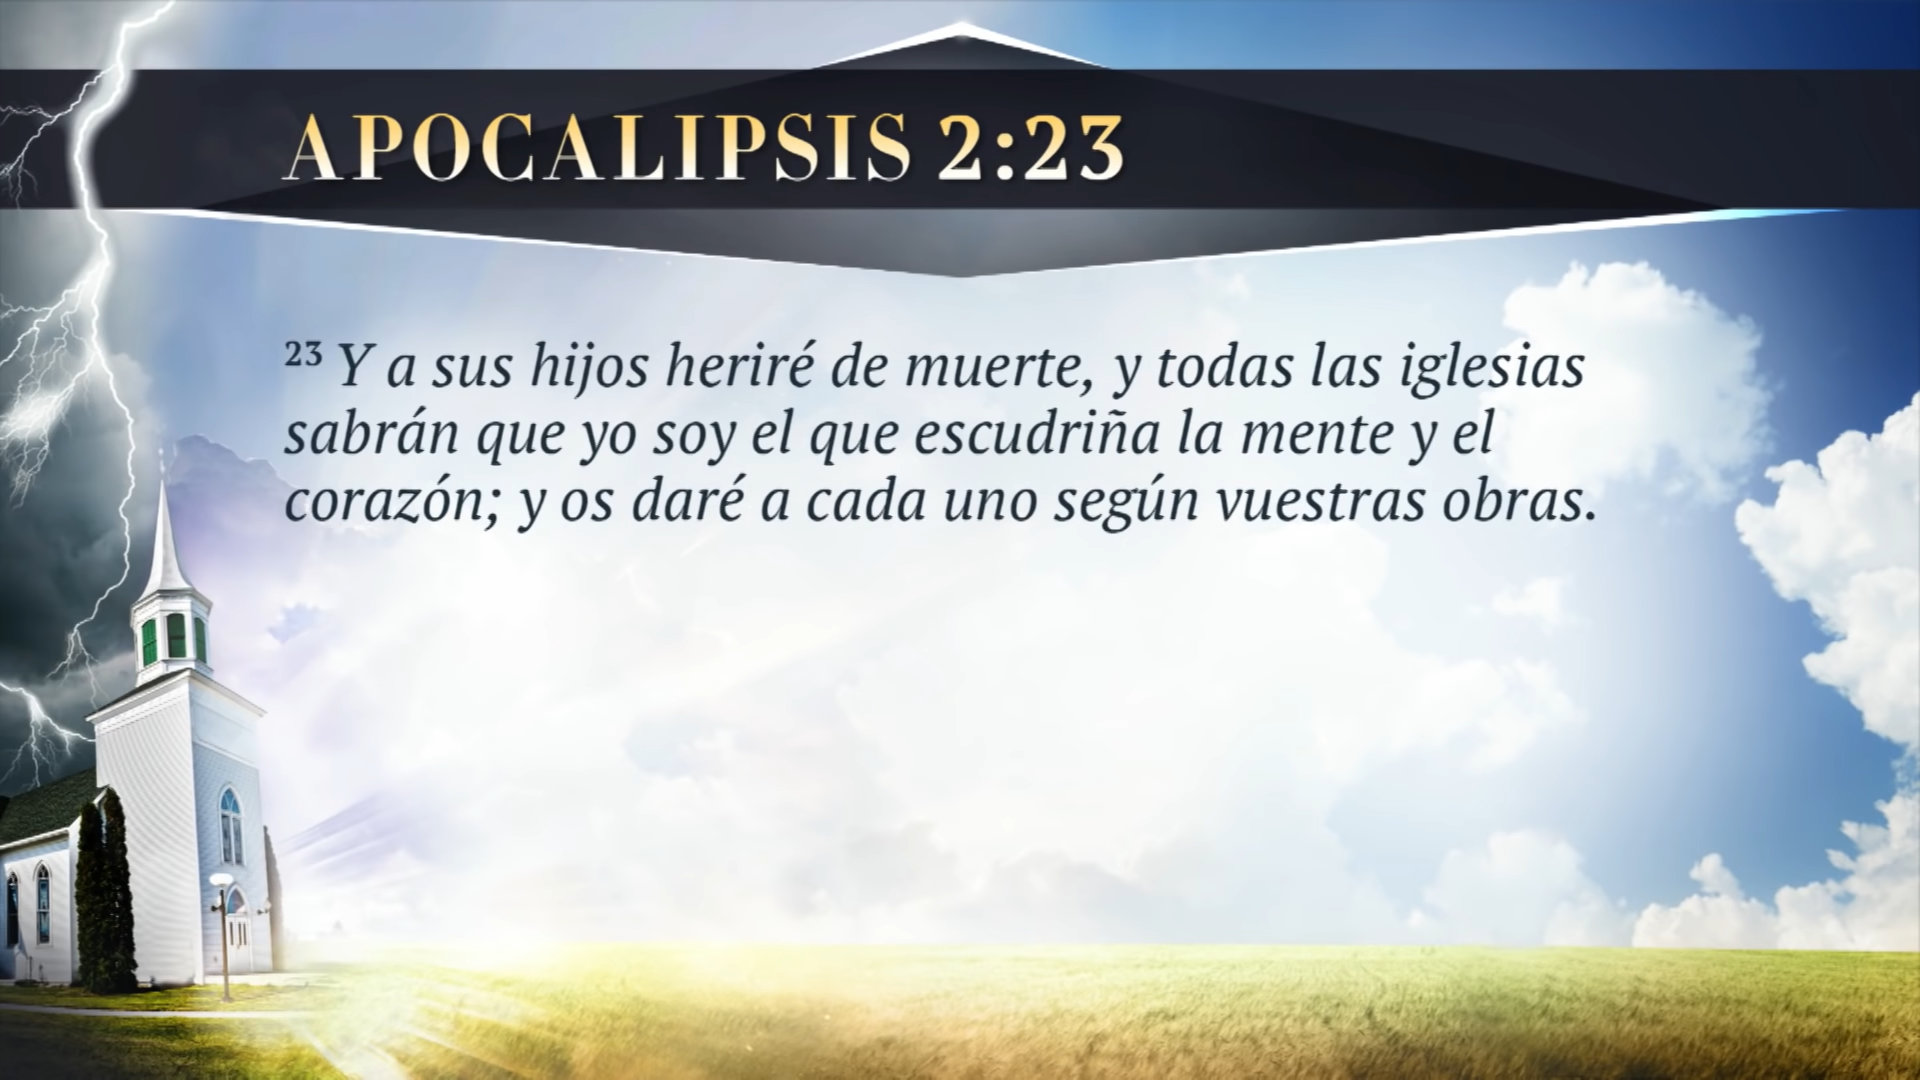 APOCALIPSIS 2:23
23 Y a sus hijos heriré de muerte, y todas las iglesias
sabrán que yo soy el que escudriña la mente y el
corazón; y os daré a cada uno según vuestras obras.